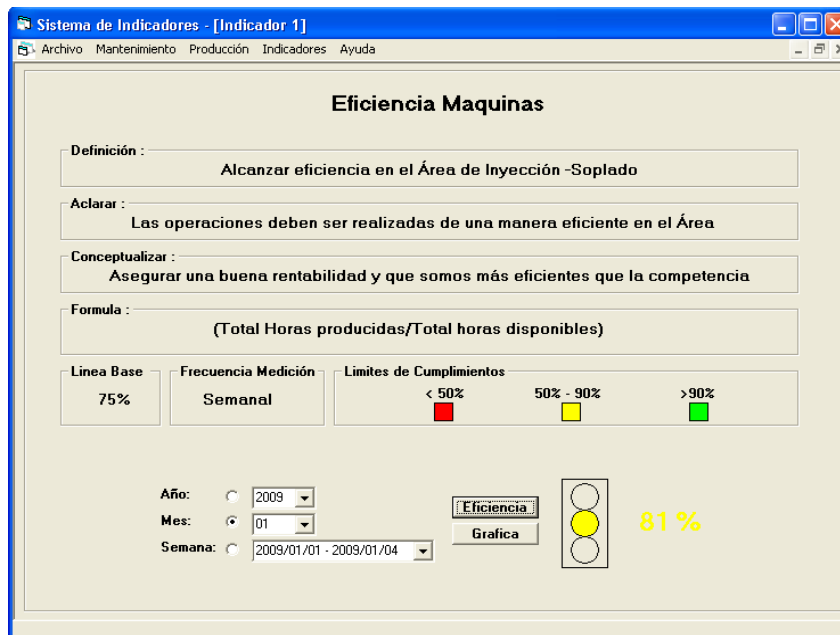 Sistema de Indicadores - [Indicador 1]
Archivo Mantenimiento Producción Indicadores Ayuda
Eficiencia Maquinas
Definición :
Alcanzar eficiencia en el Área de Inyección -Soplado
Aclarar :
Las operaciones deben ser realizadas de una manera eficiente en el Área
Conceptualizar :
Asegurar una buena rentabilidad y que somos más eficientes que la competencia
Formula :
(Total Horas producidas/Total horas disponibles)
Linea Base Frecuencia Medición Limites de Cumplimientos
< 50% 50% - 90% >90%
75% Semanal
Año: 2009
Mes: 01
Semana: 2009/01/01 - 2009/01/04
Eficiencia
Grafica
81 %